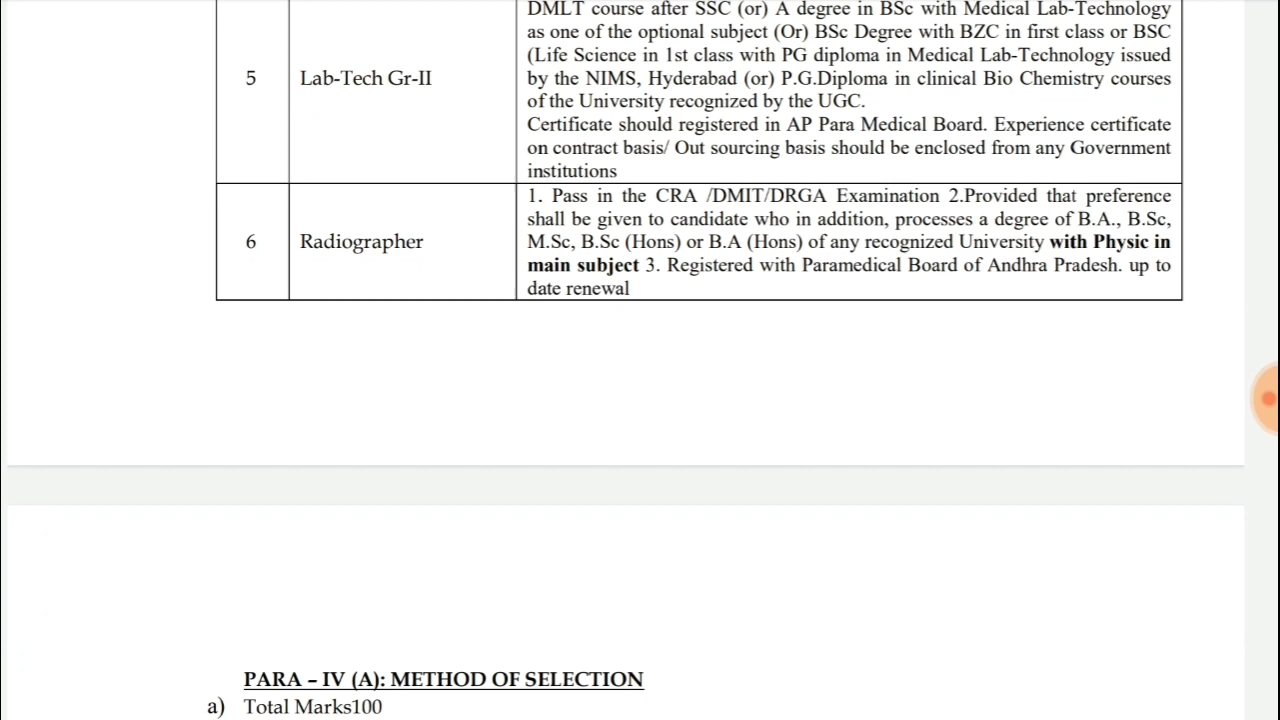 DMLT course after SSC (or) A degree in BSc with Medical Lab-Technology
as one of the optional subject (Or) BSc Degree with BZC in first class or BSC
(Life Science in 1st class with PG diploma in Medical Lab-Technology issued
5 Lab-Tech Gr-II by the NIMS, Hyderabad (or) P.G.Diploma in clinical Bio Chemistry courses
of the University recognized by the UGC.
Certificate should registered in AP Para Medical Board. Experience certificate
on contract basis/ Out sourcing basis should be enclosed from any Government
institutions
1. Pass in the CRA /DMIT/DRGA Examination 2.Provided that preference
shall be given to candidate who in addition, processes a degree of B.A., B.Sc,
6 Radiographer M.Sc, B.Sc (Hons) or B.A (Hons) of any recognized University with Physic in
main subject 3. Registered with Paramedical Board of Andhra Pradesh. up to
date renewal
PARA – IV (A): METHOD OF SELECTION
a) Total Marks100